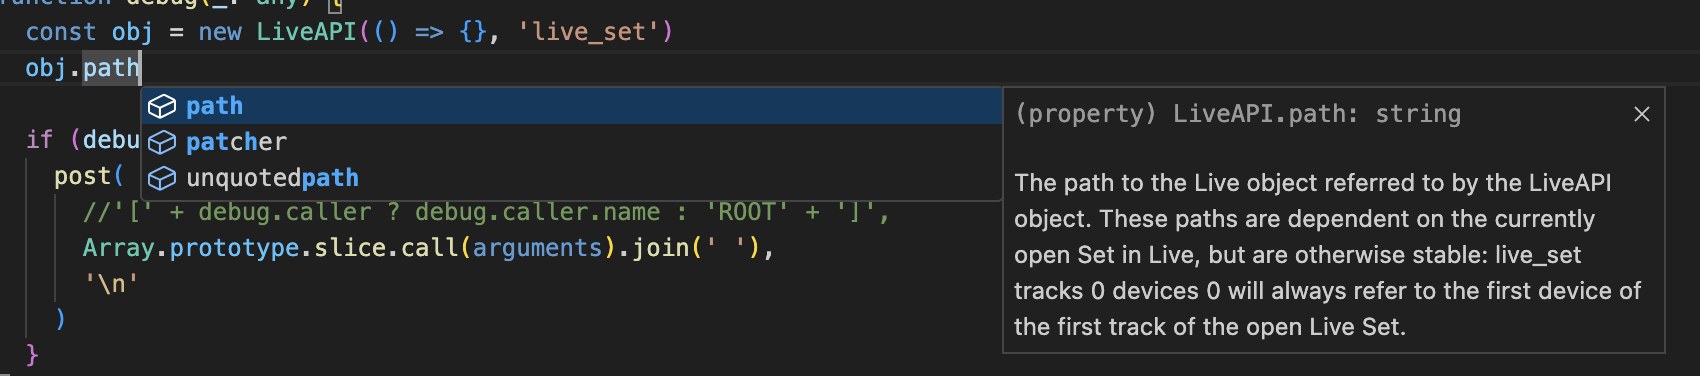 function debug(_: any) {
const obj = new LiveAPI(() => {}, 'live_set')
obj.path
path
patcher
unquotedpath
(property) LiveAPI.path: string
The path to the Live object referred to by the LiveAPI
object. These paths are dependent on the currently
open Set in Live, but are otherwise stable: live_set
tracks 0 devices 0 will always refer to the first device of
the first track of the open Live Set.
if (debu
post(
//'[' + debug.caller ? debug.caller.name : 'ROOT' + ']',
Array.prototype.slice.call(arguments).join(' '),
'\n'
)
}